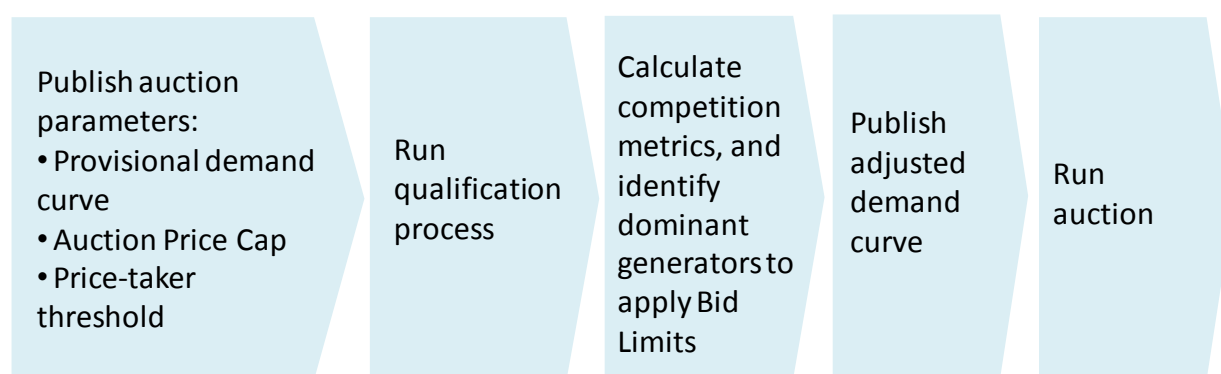 Publish auction
parameters:
• Provisional demand
curve
• Auction Price Cap
• Price-taker
threshold
Run
qualification
process
Calculate
competition
metrics, and
identify
dominant
generators to
apply Bid
Limits
Publish
adjusted
demand
curve
Run
auction